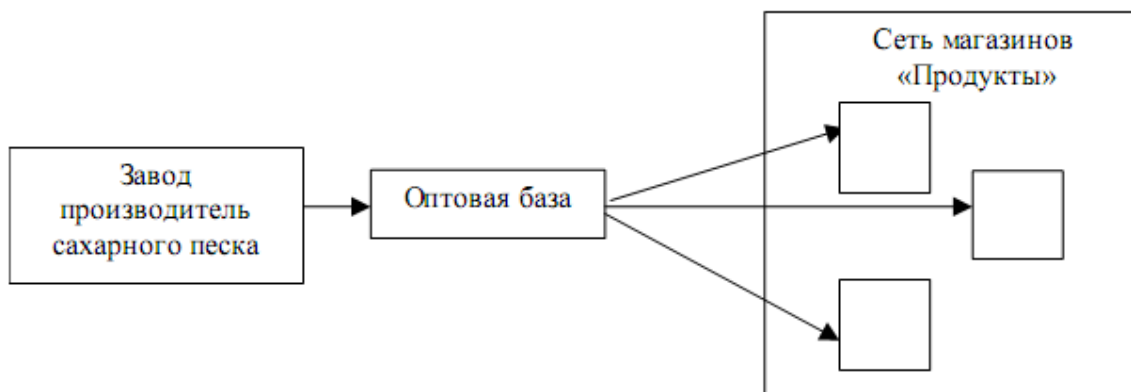 Сеть магазинов
«Продукты»
Завод
производитель
сахарного песка
Оптовая база